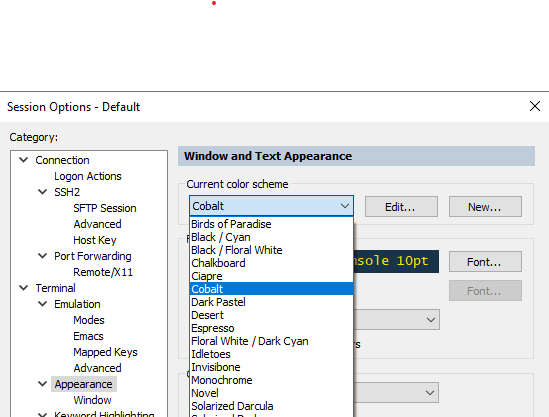 Session Options - Default
Category:
Connection
Logon Actions
SSH2
SFTP Session
Advanced
Host Key
Port Forwarding
Remote/X11
Terminal
Emulation
Modes
Emacs
Mapped Keys
Advanced
Appearance
Window
Window and Text Appearance
Current color scheme
Cobalt
Edit...
New...
Birds of Paradise
Black / Cyan
Black / Floral White
Chalkboard
Ciapre
Cobalt
Dark Pastel
Desert
Espresso
Floral White / Dark Cyan
Idletoes
Invisibone
Monochrome
Novel
Solarized Darcula
nsole 10pt
Font...
Font...
rs